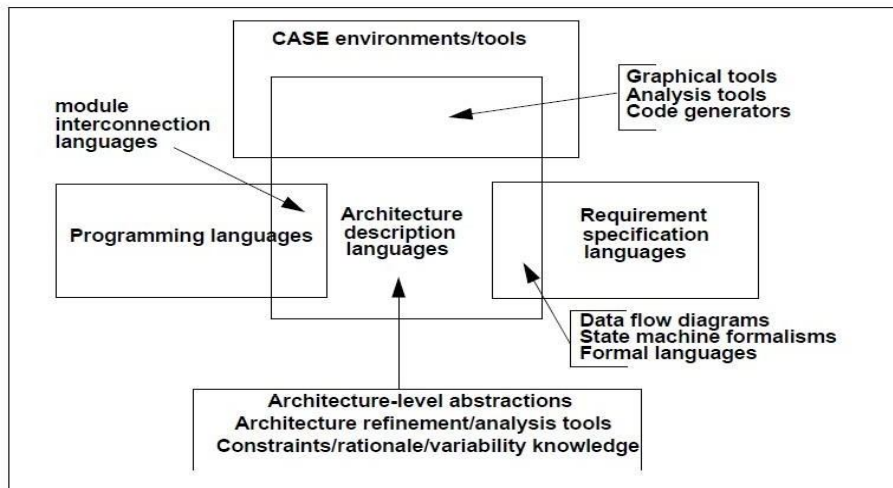 CASE environments/tools
Graphical tools
Analysis tools
Code generators
module
interconnection
languages
Programming languages
Architecture
description
languages
Requirement
specification
languages
Data flow diagrams
State machine formalisms
Formal languages
Architecture-level abstractions
Architecture refinement/analysis tools
Constraints/rationale/variability knowledge